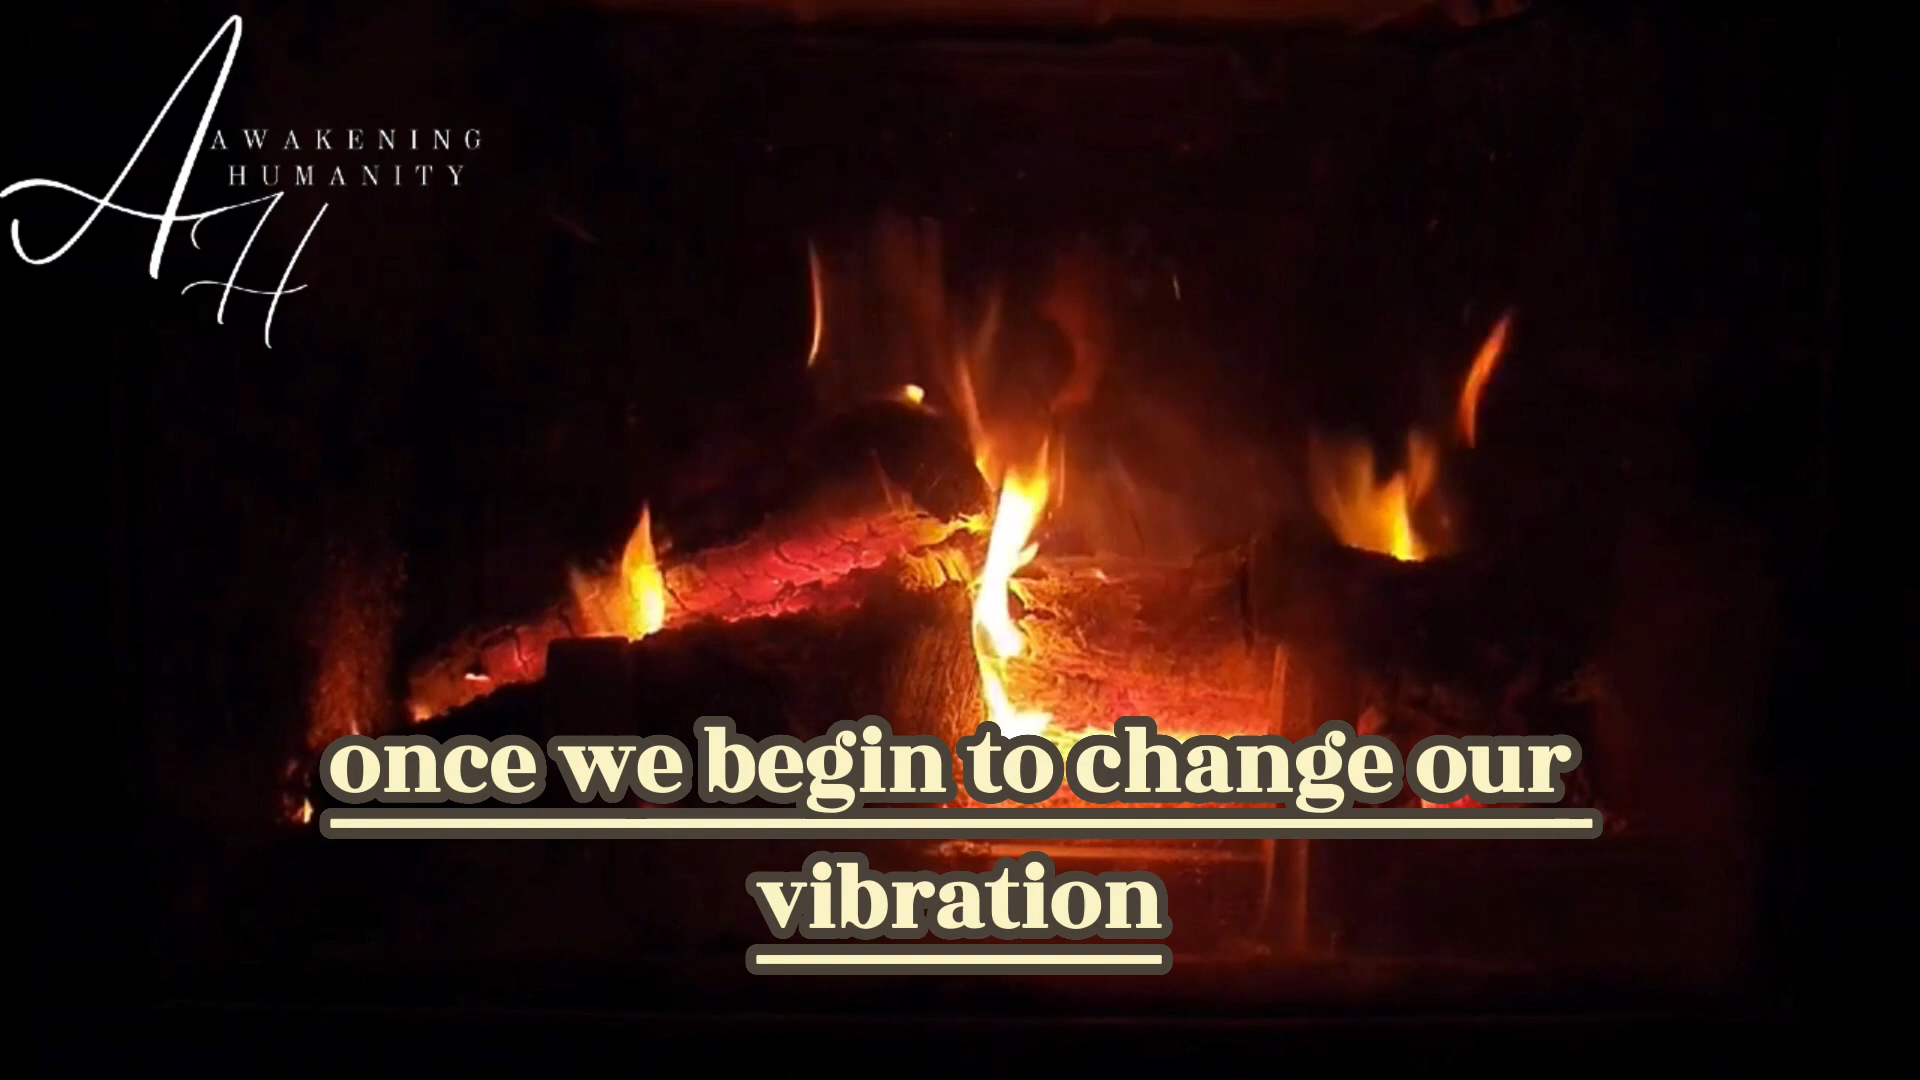 AWAKENING
HUMANITY
AH
once we begin to change our
vibration